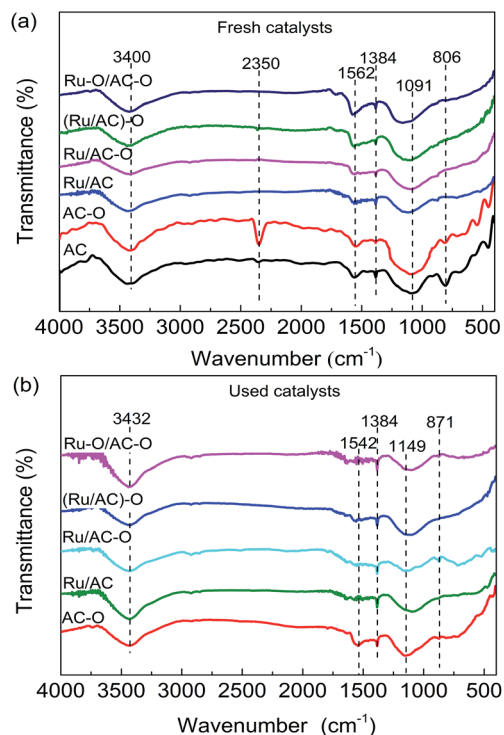 (a)
Fresh catalysts
3400
2350
1562
1384
1091
806
Ru-O/AC-O
(Ru/AC)-O
Ru/AC-O
Ru/AC
AC-O
AC
Transmittance (%)
4000 3500 3000 2500 2000 1500 1000 500
Wavenumber (cm-1)
(b)
Used catalysts
3432
1542
1384
1149
871
Ru-O/AC-O
(Ru/AC)-O
Ru/AC-O
Ru/AC
AC-O
Transmittance (%)
4000 3500 3000 2500 2000 1500 1000 500
Wavenumber (cm-1)